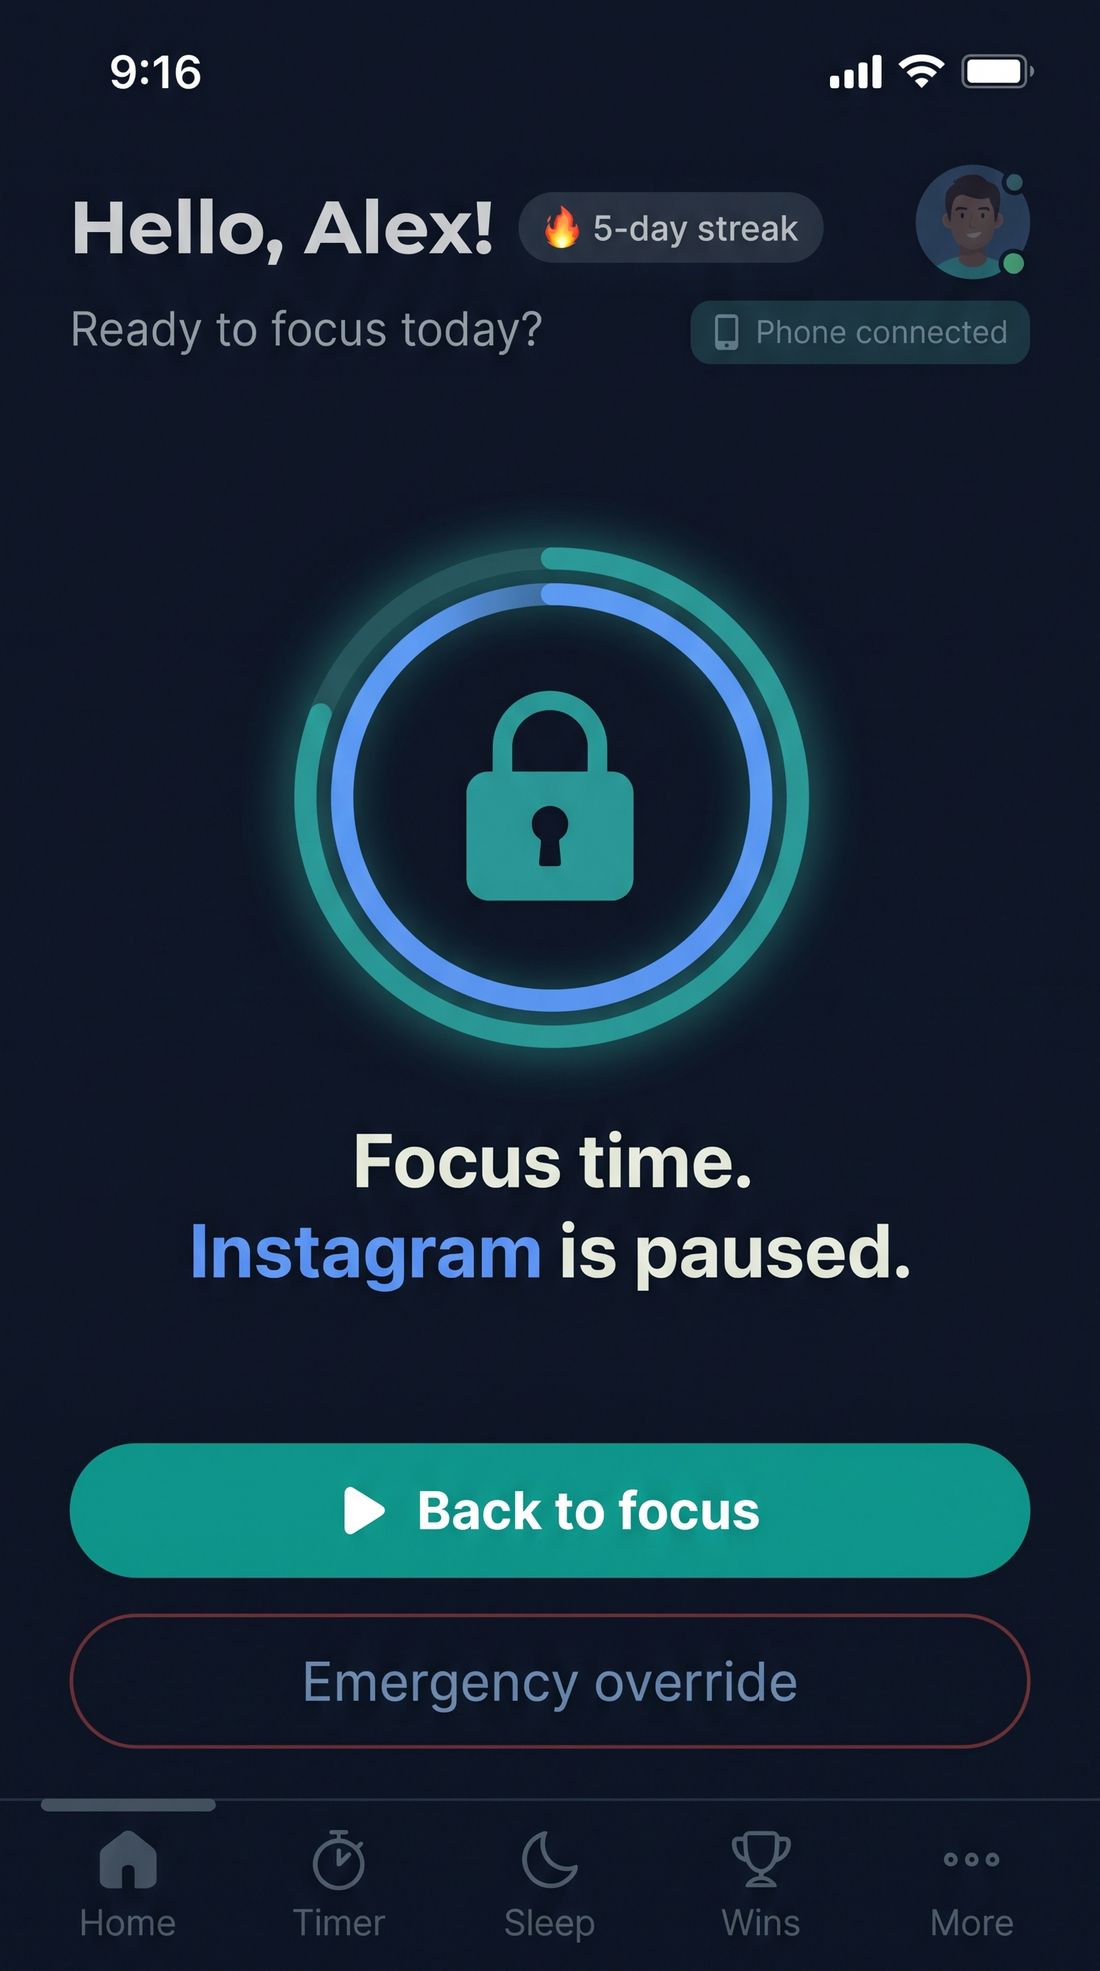 9:16
Hello, Alex!
🔥 5-day streak
Ready to focus today?
Phone connected
Focus time.
Instagram is paused.
Back to focus
Emergency override
Home
Timer
Sleep
Wins
More